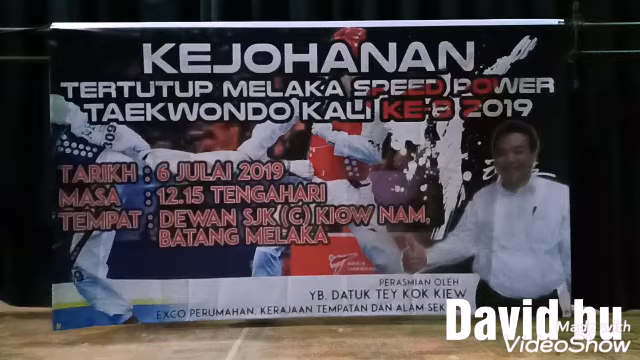 KEJOHANAN
TERTUTUP MELAKA SPEED POWER
TAEKWONDO KALI KE-3 2019
TARIKH : 6 JULAI 2019
MASA : 12.15 TENGAHARI
TEMPAT : DEWAN SJK(C) KIOW NAM,
BATANG MELAKA
PERASMIAN OLEH
YB. DATUK TEY KOK KIEW
EXCO PERUMAHAN, KERAJAAN TEMPATAN DAN ALAM SEK
David bu
Made with
VideoShow